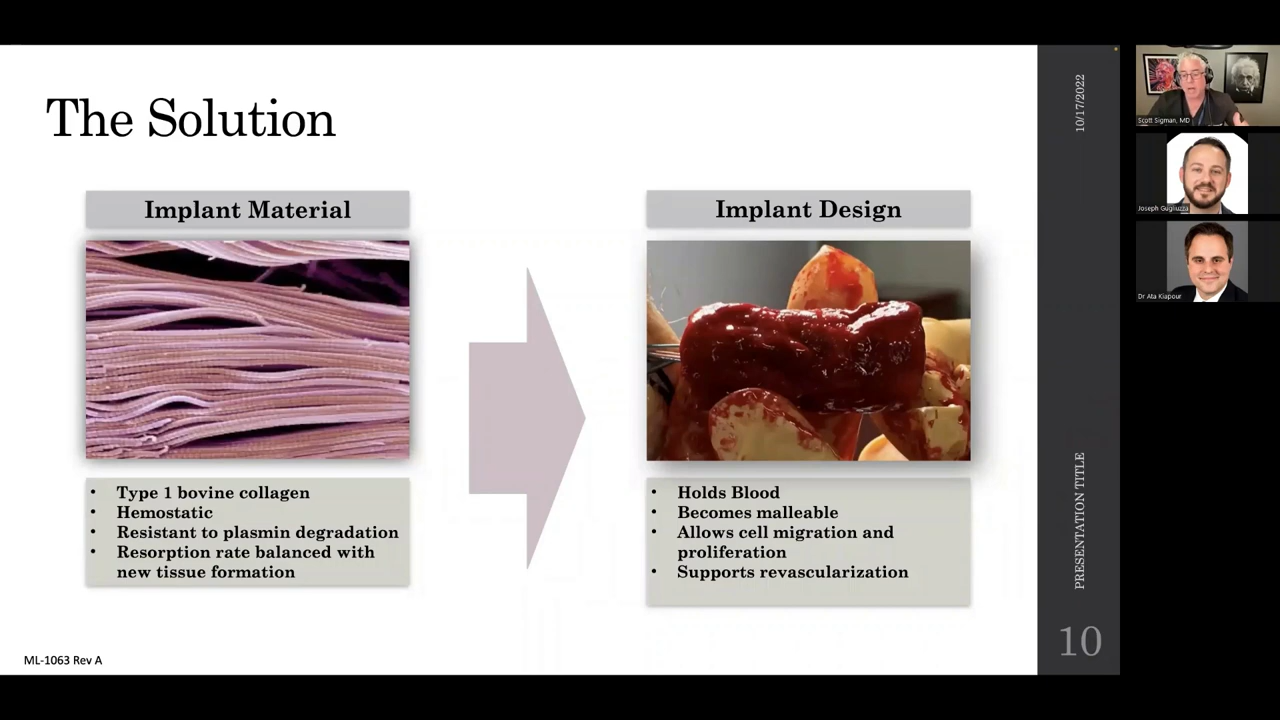 The Solution
Implant Material
• Type 1 bovine collagen
• Hemostatic
• Resistant to plasmin degradation
• Resorption rate balanced with
new tissue formation
Implant Design
• Holds Blood
• Becomes malleable
• Allows cell migration and
proliferation
• Supports revascularization
ML-1063 Rev A
10/17/2022
PRESENTATION TITLE
10
Scott Sigman, MD
Joseph Gugliuzza
Dr Ata Kiapour